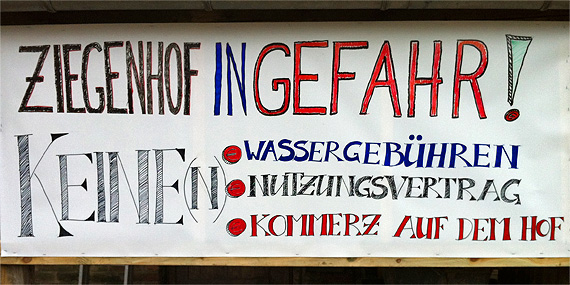 ZIEGENHOF IN GEFAHR!
KEINE(N)
• WASSERGEBÜHREN
• NUTZUNGSVERTRAG
• KOMMERZ AUF DEM HOF